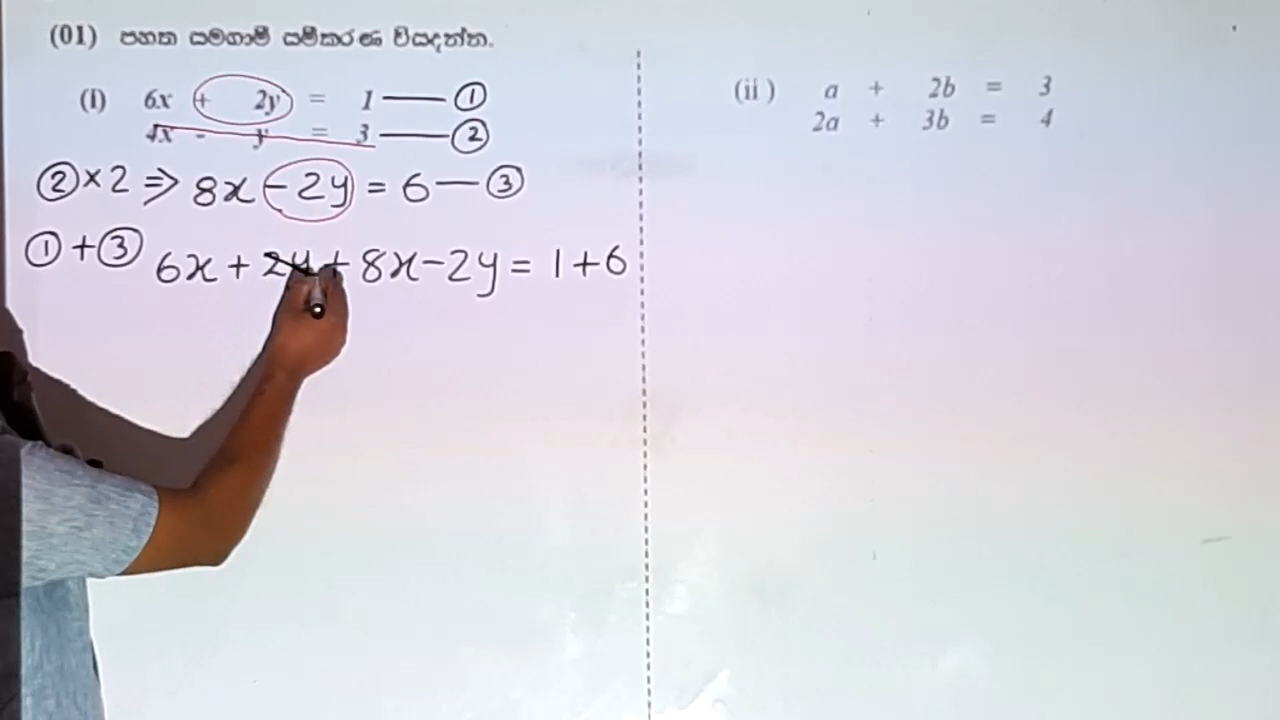 (01) පහත සමගාමී සමීකරණ විසඳන්න.
(i) 6x + 2y = 1 —— ①
4x - y = 3 —— ②
②×2 ⇒ 8x − 2y = 6 — ③
①+③ 6x + 2y + 8x − 2y = 1 + 6
(ii) a + 2b = 3
2a + 3b = 4